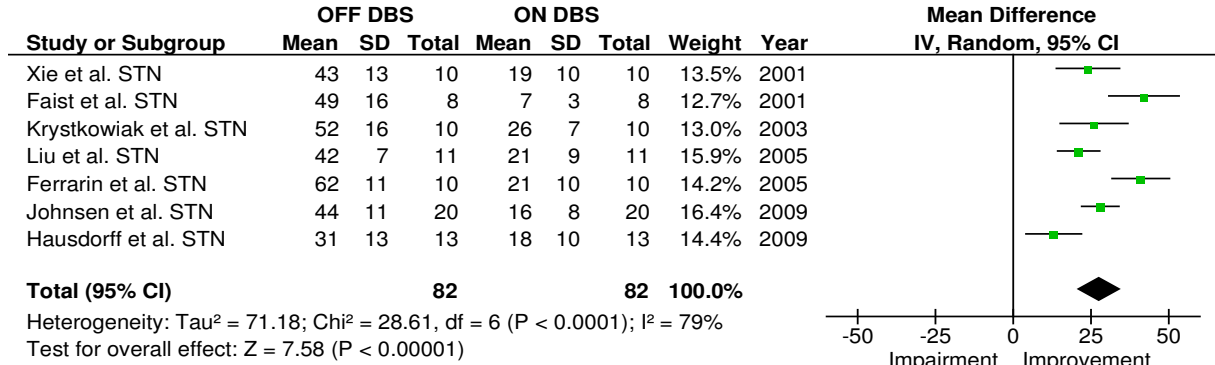 OFF DBS ON DBS Mean Difference
Study or Subgroup Mean SD Total Mean SD Total Weight Year IV, Random, 95% CI
Xie et al. STN 43 13 10 19 10 10 13.5% 2001
Faist et al. STN 49 16 8 7 3 8 12.7% 2001
Krystkowiak et al. STN 52 16 10 26 7 10 13.0% 2003
Liu et al. STN 42 7 11 21 9 11 15.9% 2005
Ferrarin et al. STN 62 11 10 21 10 10 14.2% 2005
Johnsen et al. STN 44 11 20 16 8 20 16.4% 2009
Hausdorff et al. STN 31 13 13 18 10 13 14.4% 2009
Total (95% CI) 82 82 100.0%
Heterogeneity: Tau² = 71.18; Chi² = 28.61, df = 6 (P < 0.0001); I² = 79%
Test for overall effect: Z = 7.58 (P < 0.00001)
-50 -25 0 25 50
Impairment Improvement